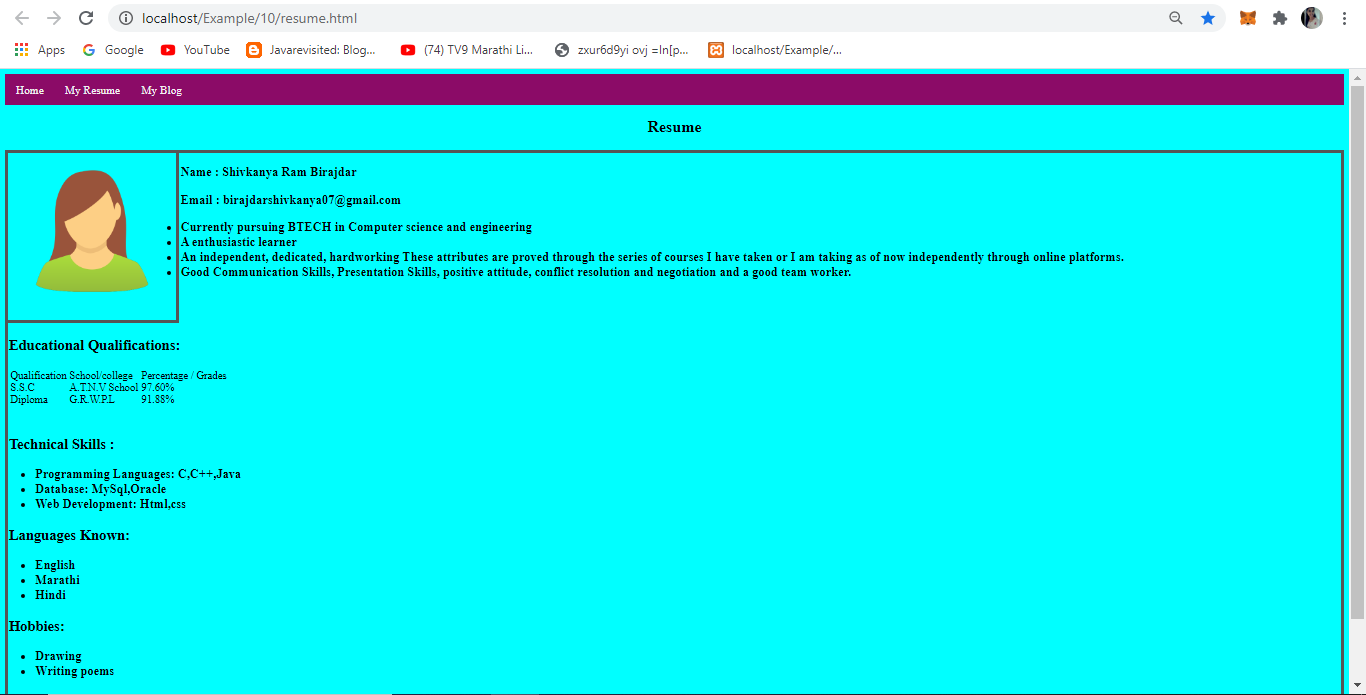 localhost/Example/10/resume.html
Apps Google YouTube Javarevisited: Blog... (74) TV9 Marathi Li... zxur6d9yi ovj =ln[p... localhost/Example/...
Home My Resume My Blog
Resume
Name : Shivkanya Ram Birajdar
Email : birajdarshivkanya07@gmail.com
• Currently pursuing BTECH in Computer science and engineering
• A enthusiastic learner
• An independent, dedicated, hardworking These attributes are proved through the series of courses I have taken or I am taking as of now independently through online platforms.
• Good Communication Skills, Presentation Skills, positive attitude, conflict resolution and negotiation and a good team worker.
Educational Qualifications:
Qualification School/college Percentage / Grades
S.S.C A.T.N.V School 97.60%
Diploma G.R.W.P.L 91.88%
Technical Skills :
• Programming Languages: C,C++,Java
• Database: MySql,Oracle
• Web Development: Html,css
Languages Known:
• English
• Marathi
• Hindi
Hobbies:
• Drawing
• Writing poems